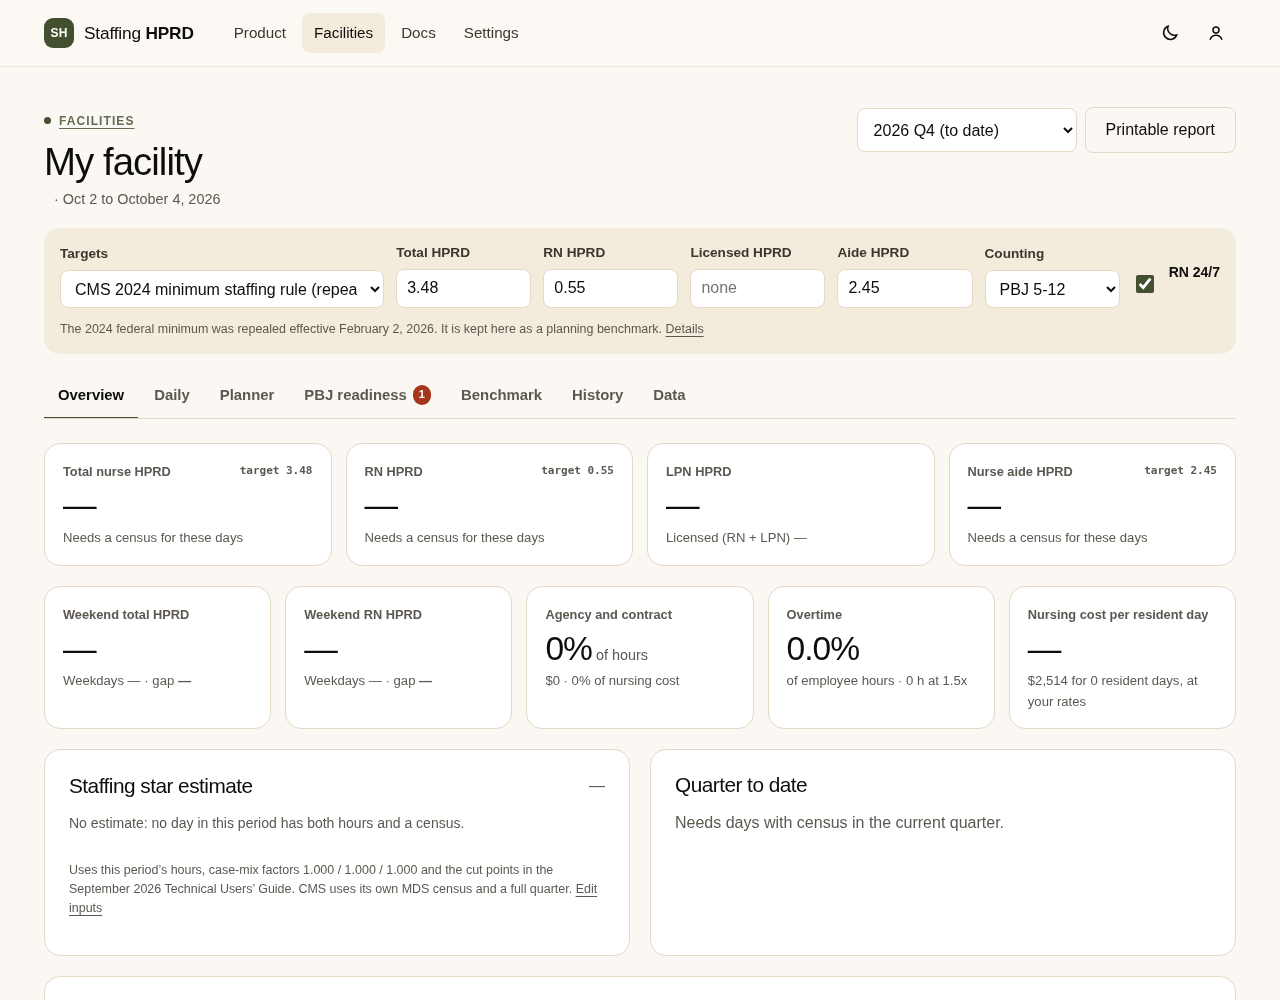 SH Staffing HPRD Product Facilities Docs Settings
FACILITIES
My facility
· Oct 2 to October 4, 2026
2026 Q4 (to date) Printable report
Targets Total HPRD RN HPRD Licensed HPRD Aide HPRD Counting
CMS 2024 minimum staffing rule (repea 3.48 0.55 none 2.45 PBJ 5-12 RN 24/7
The 2024 federal minimum was repealed effective February 2, 2026. It is kept here as a planning benchmark. Details
Overview Daily Planner PBJ readiness 1 Benchmark History Data
Total nurse HPRD target 3.48
—
Needs a census for these days
RN HPRD target 0.55
—
Needs a census for these days
LPN HPRD
—
Licensed (RN + LPN) —
Nurse aide HPRD target 2.45
—
Needs a census for these days
Weekend total HPRD
—
Weekdays — · gap —
Weekend RN HPRD
—
Weekdays — · gap —
Agency and contract
0% of hours
$0 · 0% of nursing cost
Overtime
0.0%
of employee hours · 0 h at 1.5x
Nursing cost per resident day
—
$2,514 for 0 resident days, at
your rates
Staffing star estimate —
No estimate: no day in this period has both hours and a census.
Uses this period’s hours, case-mix factors 1.000 / 1.000 / 1.000 and the cut points in the
September 2026 Technical Users’ Guide. CMS uses its own MDS census and a full quarter. Edit
inputs
Quarter to date
Needs days with census in the current quarter.